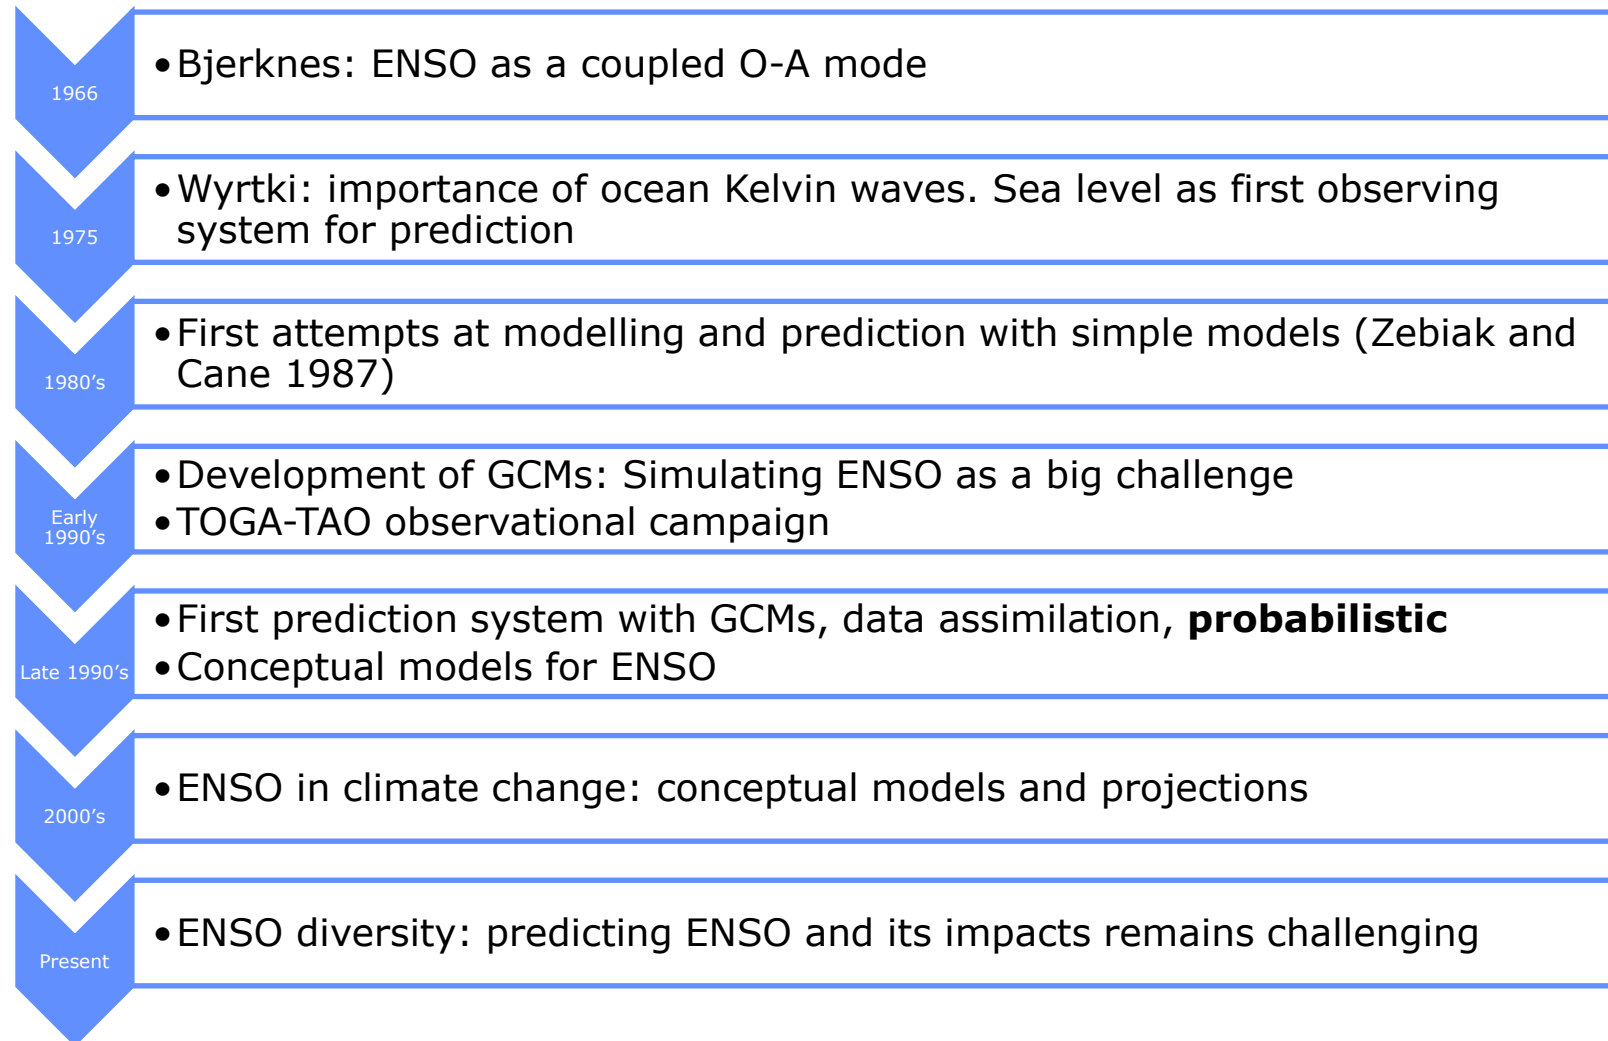 1966
•Bjerknes: ENSO as a coupled O-A mode
1975
•Wyrtki: importance of ocean Kelvin waves. Sea level as first observing
system for prediction
1980’s
•First attempts at modelling and prediction with simple models (Zebiak and
Cane 1987)
Early
1990’s
•Development of GCMs: Simulating ENSO as a big challenge
•TOGA-TAO observational campaign
Late 1990’s
•First prediction system with GCMs, data assimilation, probabilistic
•Conceptual models for ENSO
2000’s
•ENSO in climate change: conceptual models and projections
Present
•ENSO diversity: predicting ENSO and its impacts remains challenging